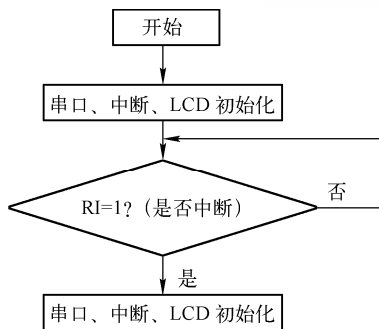 开始
串口、中断、LCD 初始化
RI=1?（是否中断）
否
是
串口、中断、LCD 初始化